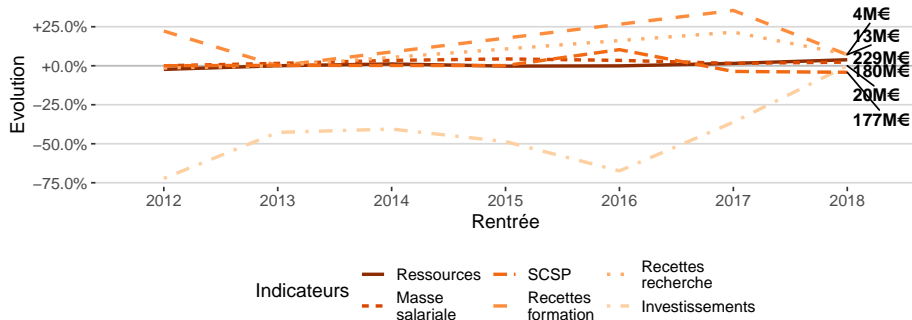 +25.0%
+0.0%
−25.0%
−50.0%
−75.0%
Evolution
4M€
13M€
229M€
180M€
20M€
177M€
2012
2013
2014
2015
2016
2017
2018
Rentrée
Indicateurs
Ressources
Masse
salariale
SCSP
Recettes
formation
Recettes
recherche
Investissements